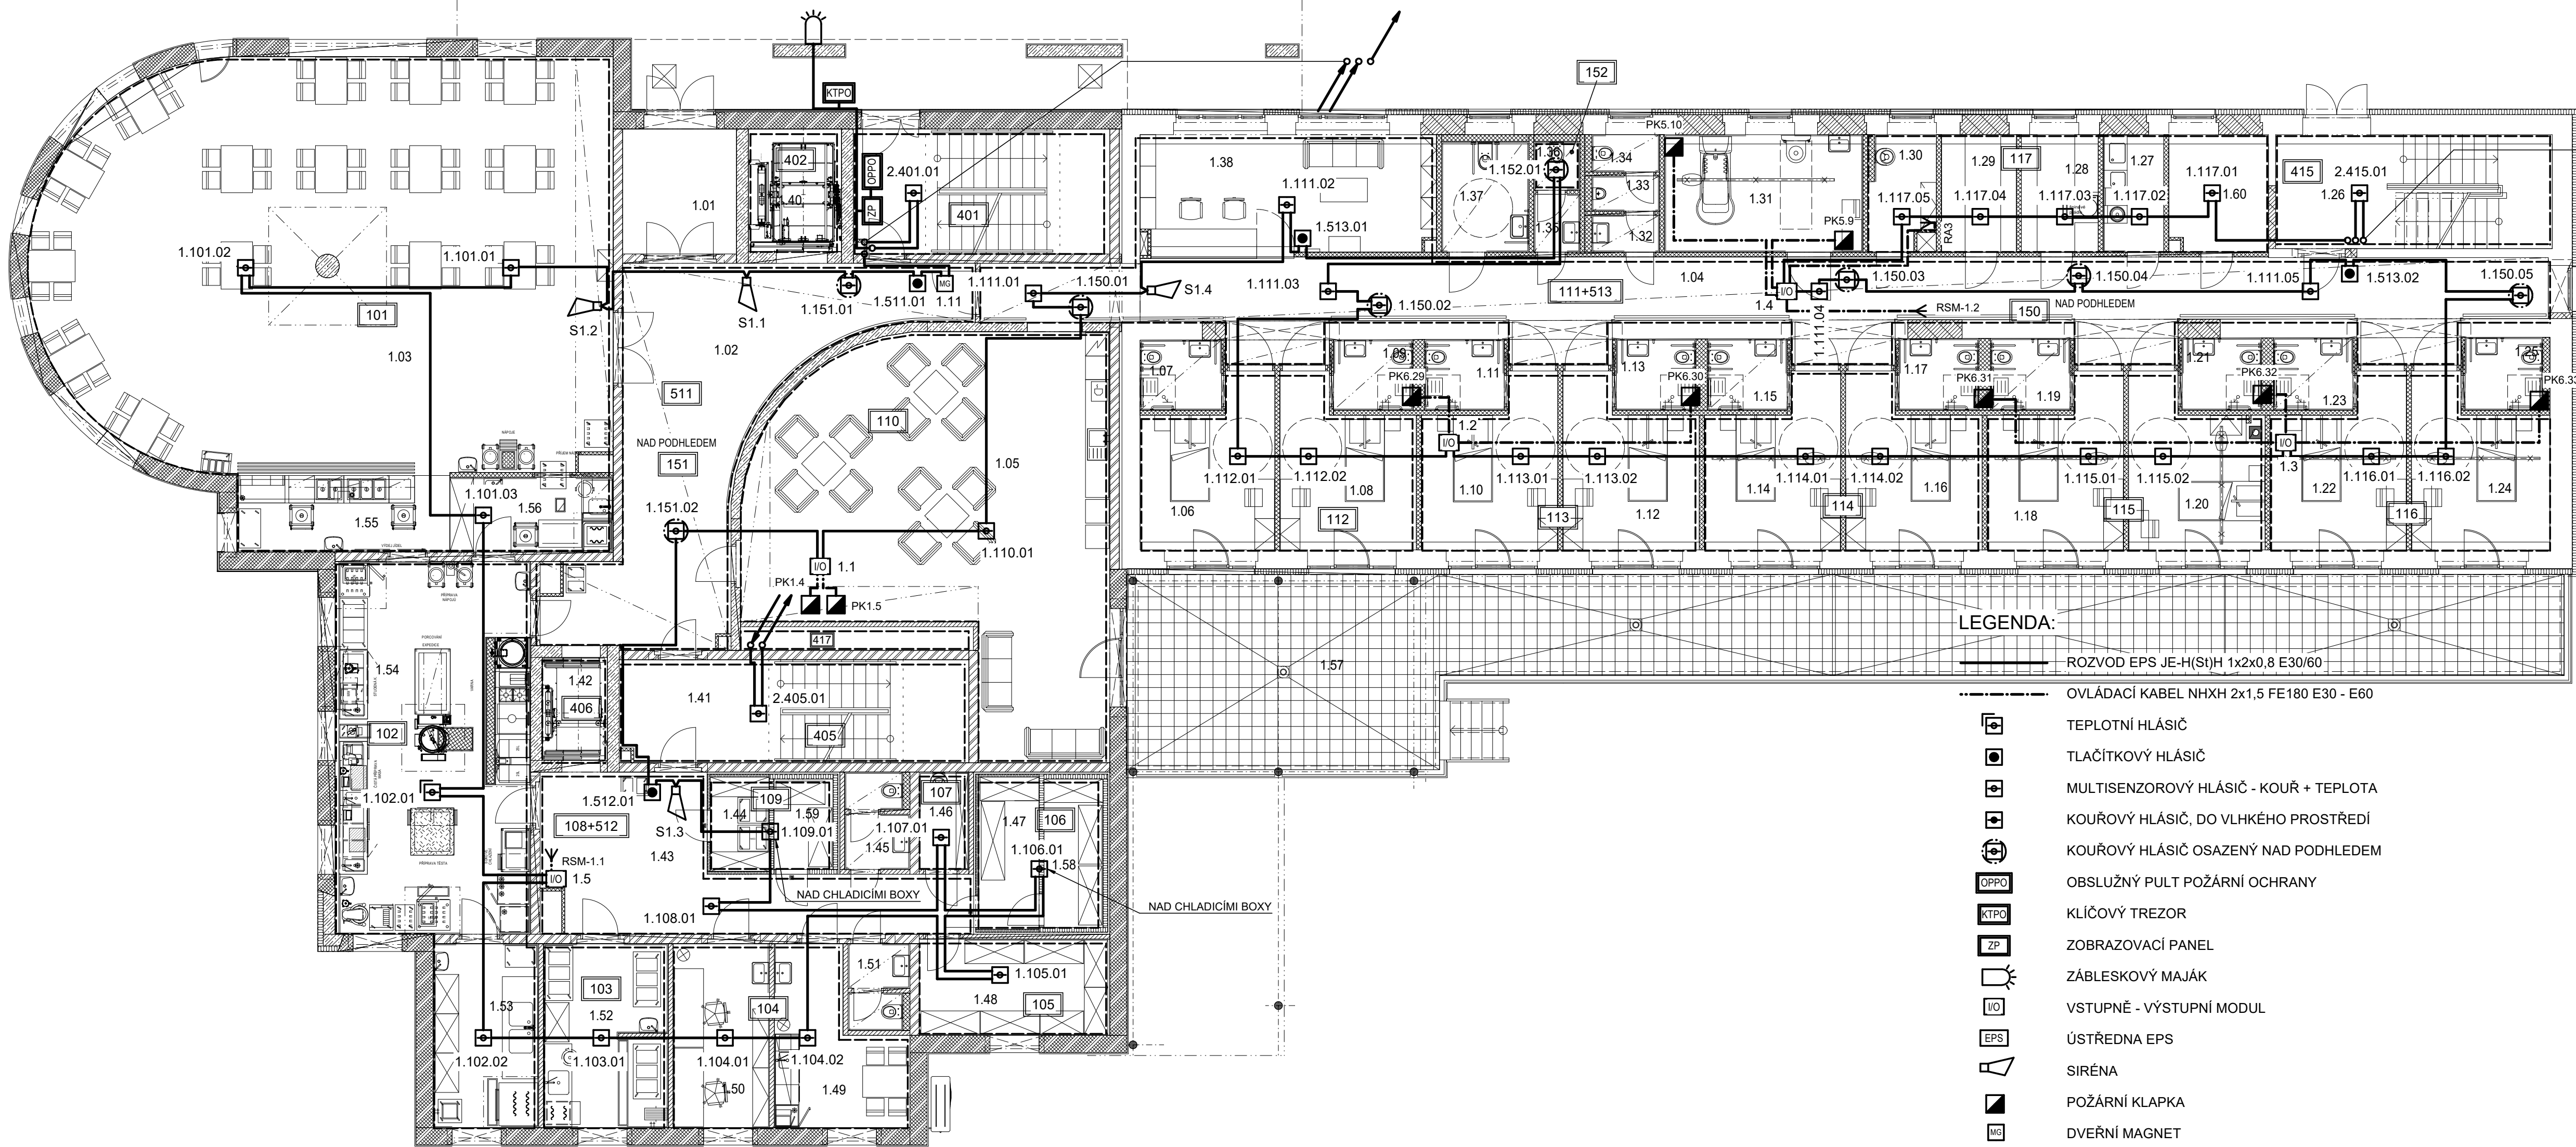 KTPO
152
PK5.10
402
OPPO
2.401.01
1.38
1.36
1.152.01
1.34
1.30
1.29
117
1.28
1.27
1.117.01
415
2.415.01
1.01
40
ZP
401
1.111.02
1.37
1.33
1.31
1.117.05
1.117.04
1.117.03
1.117.02
1.60
1.26
1.513.01
1.35
1.32
PK5.9
RA3
1.101.02
1.101.01
1.151.01
1.511.01
MG
1.11
1.111.01
1.150.01
S1.4
1.111.03
111+513
1.04
1.150.03
1.150.04
1.111.05
1.513.02
1.150.05
S1.2
S1.1
1.150.02
I/O
1.4
1.111.04
RSM-1.2
NAD PODHLEDEM
150
101
1.03
1.02
1.07
1.09
1.11
1.13
1.15
1.17
1.19
1.21
1.23
1.25
PK6.29
PK6.30
PK6.31
PK6.32
PK6.33
511
110
NAD PODHLEDEM
151
1.05
1.2
I/O
I/O
1.3
1.112.01
1.112.02
1.113.01
1.113.02
1.114.01
1.114.02
1.115.01
1.115.02
1.116.01
1.116.02
1.06
1.08
1.10
1.12
1.14
1.16
1.18
1.20
1.22
1.24
112
113
114
115
116
NÁPOJE
1.101.03
1.55
1.56
1.151.02
1.110.01
I/O
1.1
PK1.4
PK1.5
417
PŘÍPRAVA
NÁPOJŮ
PORCOVÁNÍ
EXPEDICE
1.54
1.42
406
1.41
2.405.01
405
1.57
102
1.102.01
PŘÍPRAVA TĚSTA
1.512.01
108+512
S1.3
1.43
109
1.44
1.59
1.109.01
107
1.46
1.107.01
1.45
1.47
106
1.106.01
1.58
RSM-1.1
I/O
1.5
NAD CHLADICÍMI BOXY
1.108.01
NAD CHLADICÍMI BOXY
1.51
1.105.01
1.48
105
1.53
103
1.52
104
1.102.02
1.103.01
1.104.01
1.104.02
50
1.49
LEGENDA:
ROZVOD EPS JE-H(St)H 1x2x0,8 E30/60
OVLÁDACÍ KABEL NHXH 2x1,5 FE180 E30 - E60
TEPLOTNÍ HLÁSIČ
TLAČÍTKOVÝ HLÁSIČ
MULTISENZOROVÝ HLÁSIČ - KOUŘ + TEPLOTA
KOUŘOVÝ HLÁSIČ, DO VLHKÉHO PROSTŘEDÍ
KOUŘOVÝ HLÁSIČ OSAZENÝ NAD PODHLEDEM
OPPO OBSLUŽNÝ PULT POŽÁRNÍ OCHRANY
KTPO KLÍČOVÝ TREZOR
ZP ZOBRAZOVACÍ PANEL
ZÁBLESKOVÝ MAJÁK
I/O VSTUPNĚ - VÝSTUPNÍ MODUL
EPS ÚSTŘEDNA EPS
SIRÉNA
POŽÁRNÍ KLAPKA
MG DVEŘNÍ MAGNET